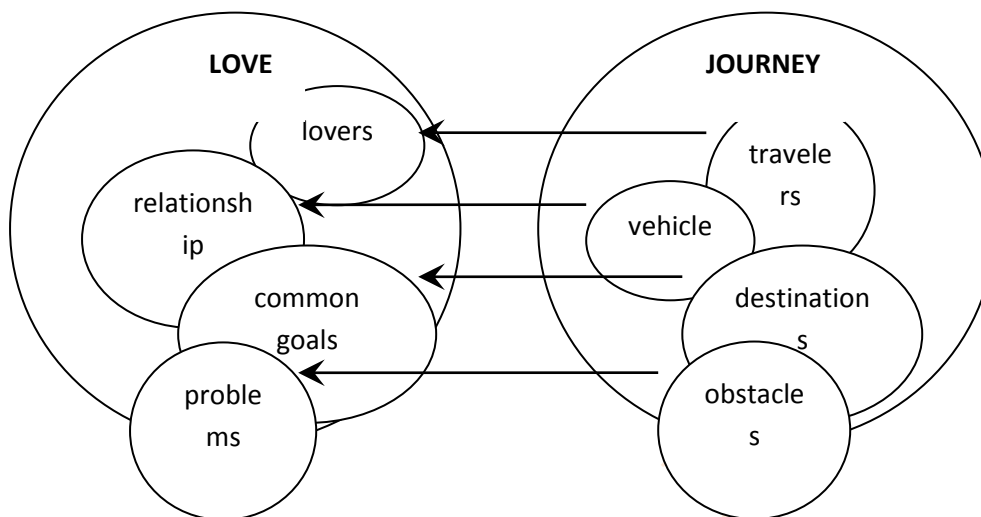 LOVE
lovers
relationsh
ip
common
goals
proble
ms
JOURNEY
travele
rs
vehicle
destination
s
obstacle
s